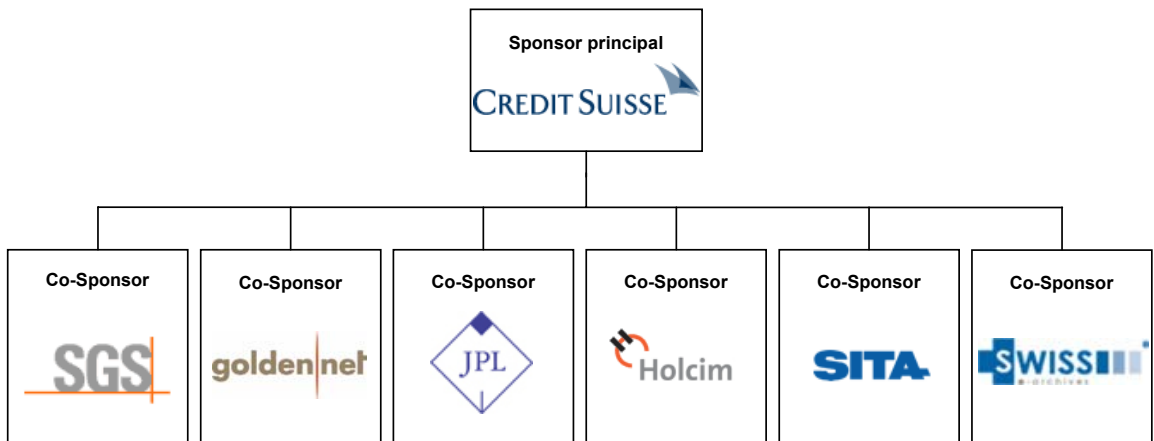 Sponsor principal
CREDIT SUISSE
Co-Sponsor
SGS
Co-Sponsor
golden|net
Co-Sponsor
JPL
Co-Sponsor
Holcim
Co-Sponsor
SITA
Co-Sponsor
SWISS
e-archives